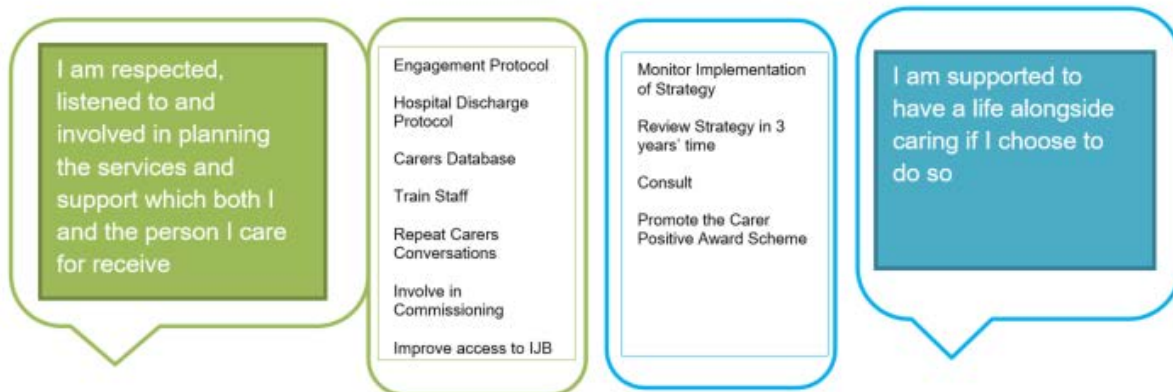 I am respected,
listened to and
involved in planning
the services and
support which both I
and the person I care
for receive
Engagement Protocol
Hospital Discharge
Protocol
Carers Database
Train Staff
Repeat Carers
Conversations
Involve in
Commissioning
Improve access to IJB
Monitor Implementation
of Strategy
Review Strategy in 3
years' time
Consult
Promote the Carer
Positive Award Scheme
I am supported to
have a life alongside
caring if I choose to
do so